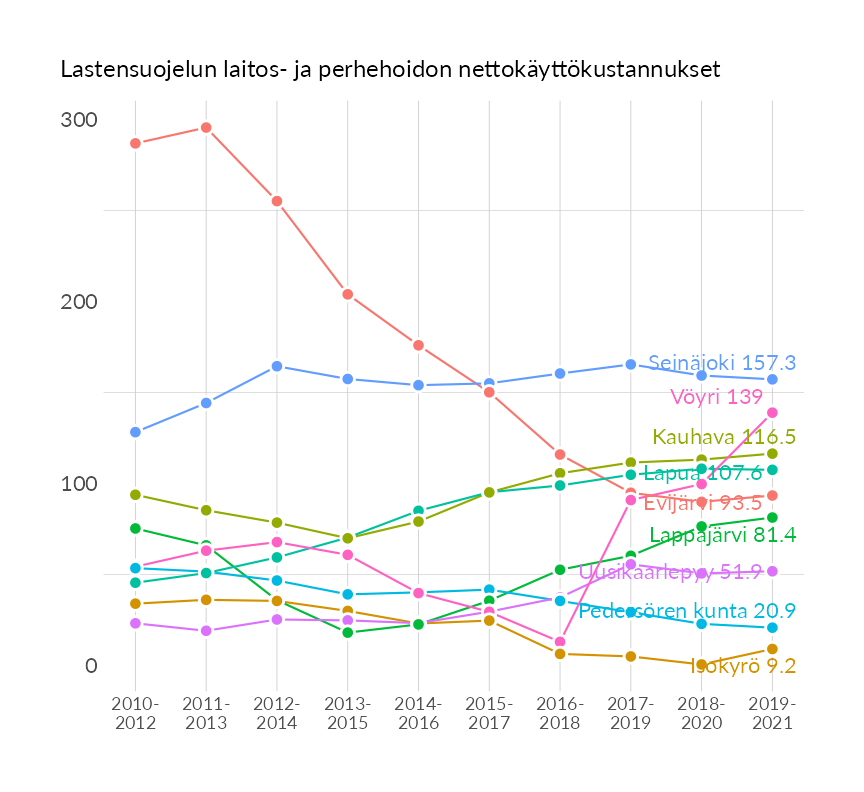 Lastensuojelun laitos- ja perhehoidon nettokäyttökustannukset
300
200
100
0
Seinäjoki 157.3
Vöyri 139
Kauhava 116.5
Lapua 107.6
Evijärvi 93.5
Lappajärvi 81.4
Uusikaarlepyy 51.9
Pedersören kunta 20.9
Isokyrö 9.2
2010- 2011- 2012- 2013- 2014- 2015- 2016- 2017- 2018- 2019-
2012 2013 2014 2015 2016 2017 2018 2019 2020 2021